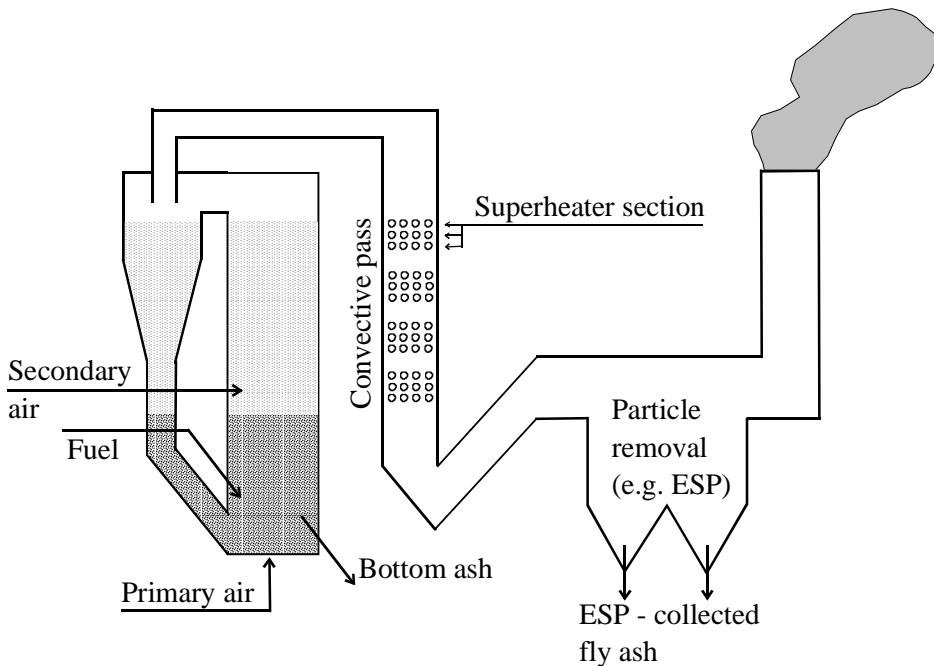 Superheater section
Convective pass
Secondary
air
Fuel
Particle
removal
(e.g. ESP)
Bottom ash
Primary air
ESP - collected
fly ash